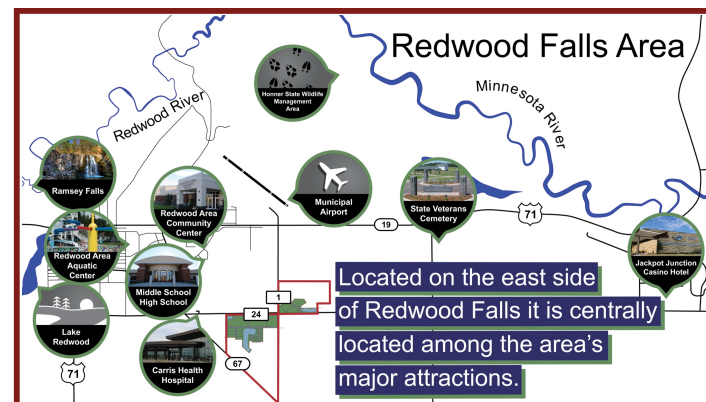 Redwood Falls Area
Honner State Wildlife
Management
Area
Redwood River
Minnesota
River
Ramsey Falls
Redwood Area
Community
Center
Municipal
Airport
State Veterans
Cemetery
19
71
Redwood Area
Aquatic
Center
Middle School
High School
Jackpot Junction
Casino Hotel
1
24
Lake
Redwood
Carris Health
Hospital
67
71
Located on the east side
of Redwood Falls it is centrally
located among the area's
major attractions.